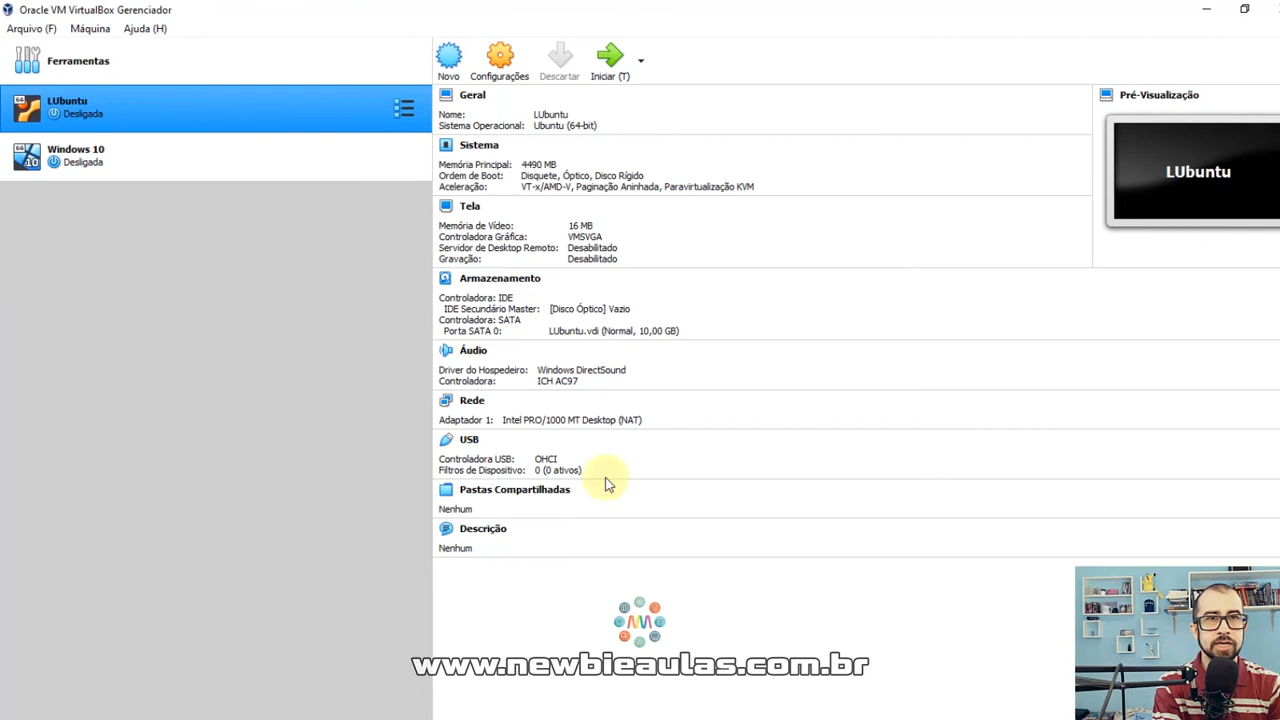 Oracle VM VirtualBox Gerenciador
Arquivo (F) Máquina Ajuda (H)
Ferramentas
Novo Configurações Descartar Iniciar (T)
64
LUbuntu
Desligada
64
10
Windows 10
Desligada
Geral
Nome: LUbuntu
Sistema Operacional: Ubuntu (64-bit)
Sistema
Memória Principal: 4490 MB
Ordem de Boot: Disquete, Óptico, Disco Rígido
Aceleração: VT-x/AMD-V, Paginação Aninhada, Paravirtualização KVM
Tela
Memória de Vídeo: 16 MB
Controladora Gráfica: VMSVGA
Servidor de Desktop Remoto: Desabilitado
Gravação: Desabilitado
Armazenamento
Controladora: IDE
IDE Secundário Master: [Disco Óptico] Vazio
Controladora: SATA
Porta SATA 0: LUbuntu.vdi (Normal, 10,00 GB)
Áudio
Driver do Hospedeiro: Windows DirectSound
Controladora: ICH AC97
Rede
Adaptador 1: Intel PRO/1000 MT Desktop (NAT)
USB
Controladora USB: OHCI
Filtros de Dispositivo: 0 (0 ativos)
Pastas Compartilhadas
Nenhum
Descrição
Nenhum
Pré-Visualização
LUbuntu
www.newbieaulas.com.br